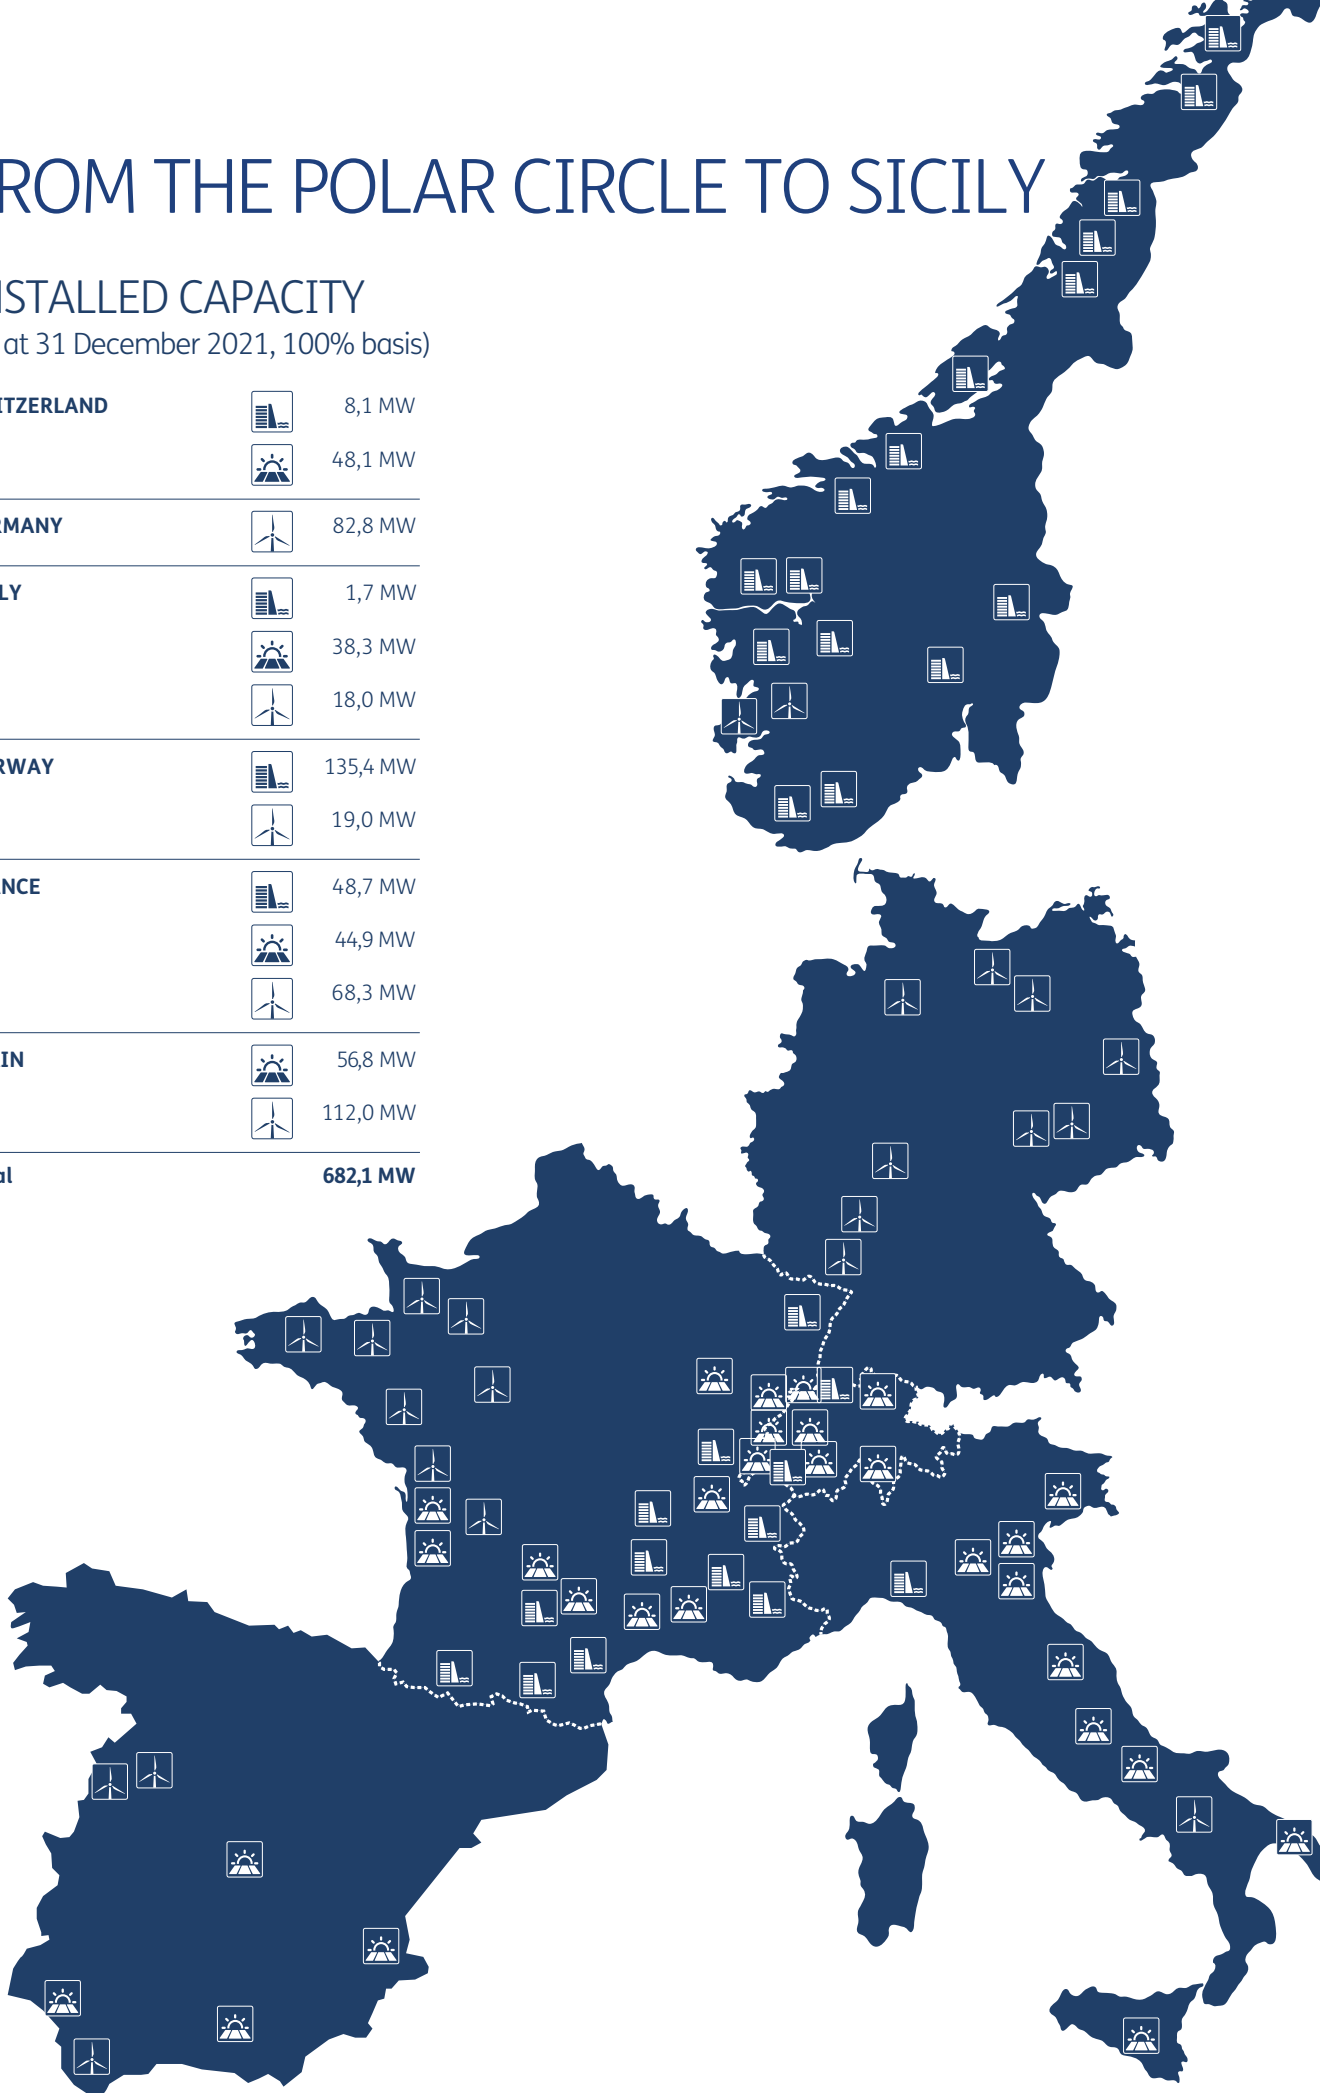 ROM THE POLAR CIRCLE TO SICILY
NSTALLED CAPACITY
at 31 December 2021, 100% basis)
ITZERLAND 8,1 MW
48,1 MW
RMANY 82,8 MW
LY 1,7 MW
38,3 MW
18,0 MW
RWAY 135,4 MW
19,0 MW
NCE 48,7 MW
44,9 MW
68,3 MW
IN 56,8 MW
112,0 MW
al 682,1 MW